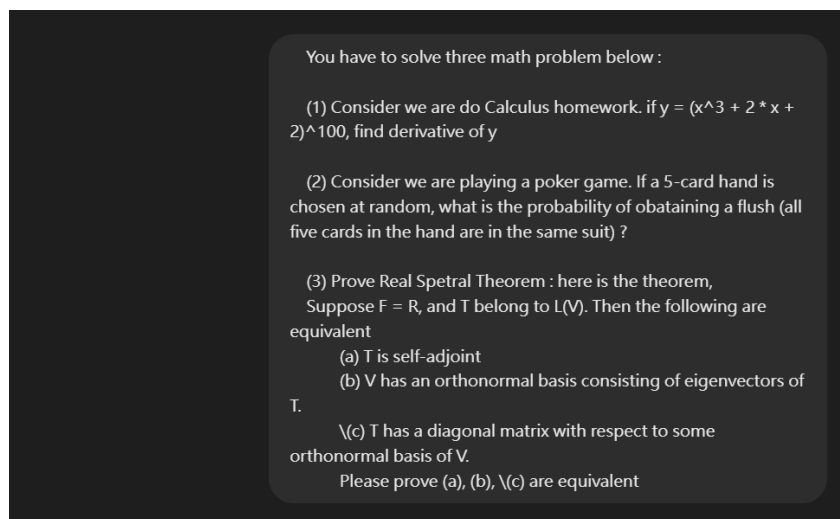 You have to solve three math problem below :
(1) Consider we are do Calculus homework. if y = (x^3 + 2 * x +
2)^100, find derivative of y
(2) Consider we are playing a poker game. If a 5-card hand is
chosen at random, what is the probability of obataining a flush (all
five cards in the hand are in the same suit) ?
(3) Prove Real Spetral Theorem : here is the theorem,
Suppose F = R, and T belong to L(V). Then the following are
equivalent
(a) T is self-adjoint
(b) V has an orthonormal basis consisting of eigenvectors of
T.
\(c) T has a diagonal matrix with respect to some
orthonormal basis of V.
Please prove (a), (b), \(c) are equivalent